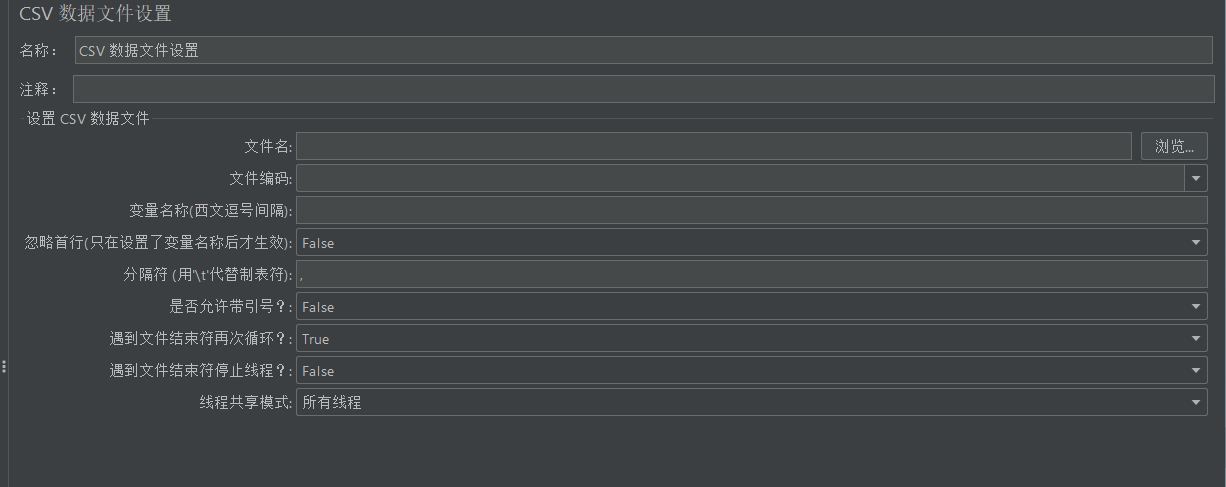 CSV 数据文件设置
名称： CSV 数据文件设置
注释：
设置 CSV 数据文件
文件名: 浏览...
文件编码:
变量名称(西文逗号间隔):
忽略首行(只在设置了变量名称后才生效): False
分隔符 (用'\t'代替制表符): ,
是否允许带引号？: False
遇到文件结束符再次循环？: True
遇到文件结束符停止线程？: False
线程共享模式: 所有线程